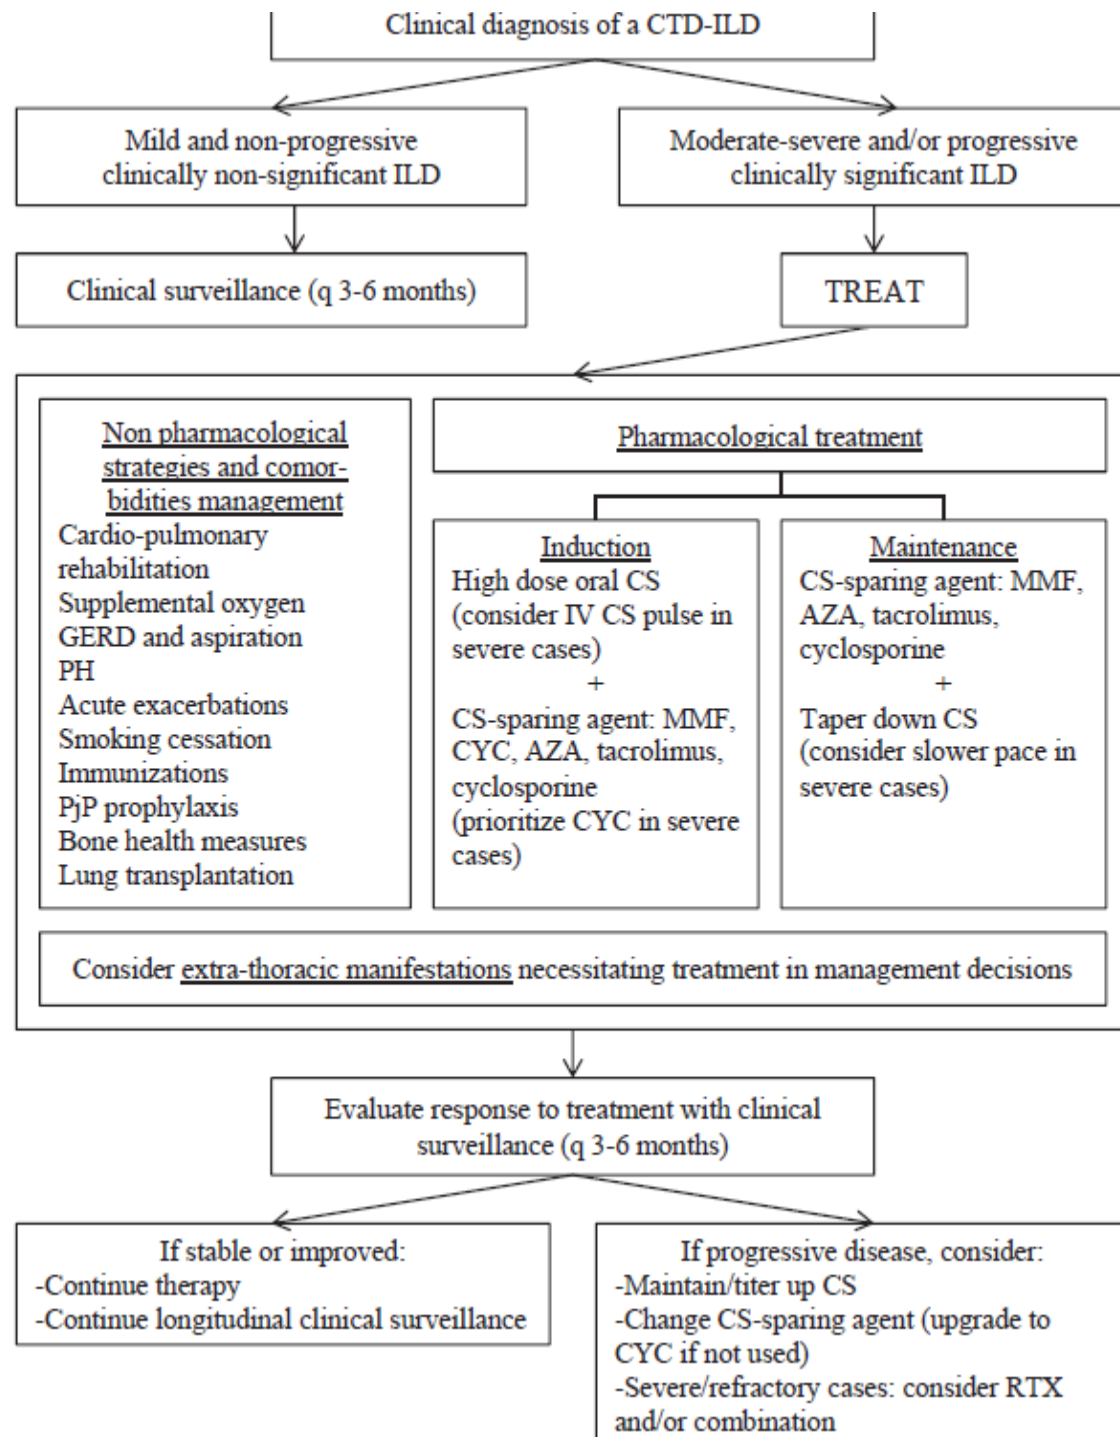 Clinical diagnosis of a CTD-ILD
Mild and non-progressive
clinically non-significant ILD
Moderate-severe and/or progressive
clinically significant ILD
Clinical surveillance (q 3-6 months)
TREAT
Non pharmacological
strategies and comor-
bidities management
Cardio-pulmonary
rehabilitation
Supplemental oxygen
GERD and aspiration
PH
Acute exacerbations
Smoking cessation
Immunizations
PjP prophylaxis
Bone health measures
Lung transplantation
Pharmacological treatment
Induction
High dose oral CS
(consider IV CS pulse in
severe cases)
+
CS-sparing agent: MMF,
CYC, AZA, tacrolimus,
cyclosporine
(prioritize CYC in severe
cases)
Maintenance
CS-sparing agent: MMF,
AZA, tacrolimus,
cyclosporine
+
Taper down CS
(consider slower pace in
severe cases)
Consider extra-thoracic manifestations necessitating treatment in management decisions
Evaluate response to treatment with clinical
surveillance (q 3-6 months)
If stable or improved:
-Continue therapy
-Continue longitudinal clinical surveillance
If progressive disease, consider:
-Maintain/titer up CS
-Change CS-sparing agent (upgrade to
CYC if not used)
-Severe/refractory cases: consider RTX
and/or combination